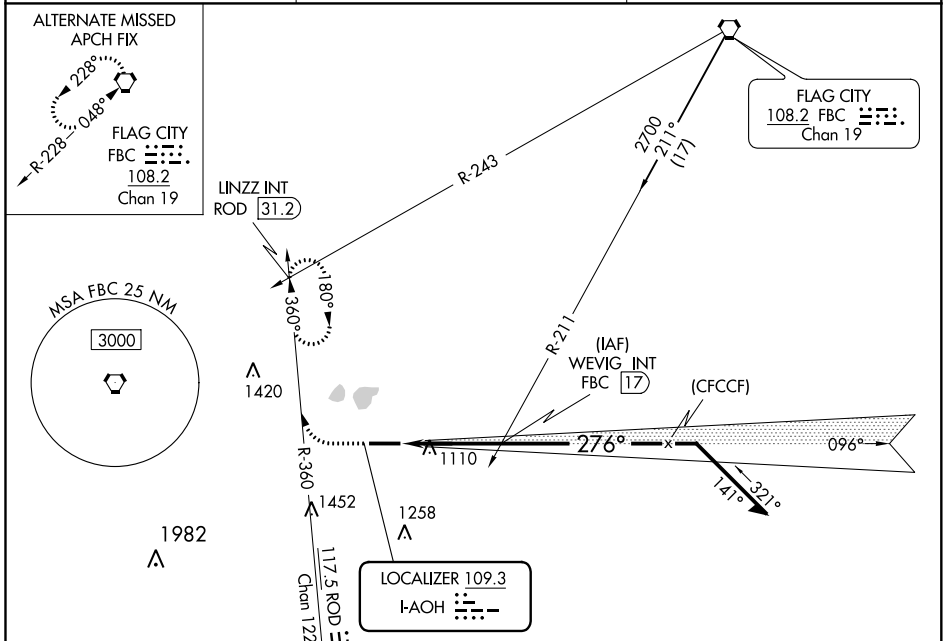 ALTERNATE MISSED
APCH FIX
228°
R-228
048°
FLAG CITY
FBC
108.2
Chan 19
LINZZ INT
ROD 31.2
R-243
2700
211°
(17)
FLAG CITY
108.2 FBC
Chan 19
MSA FBC 25 NM
3000
360°
180°
1420
R-211
(IAF)
WEVIG INT
FBC 17
(CFCCF)
276°
096°
1110
R-360
1452
1258
141°
321°
1982
117.5 ROD
Chan 122
LOCALIZER 109.3
I-AOH